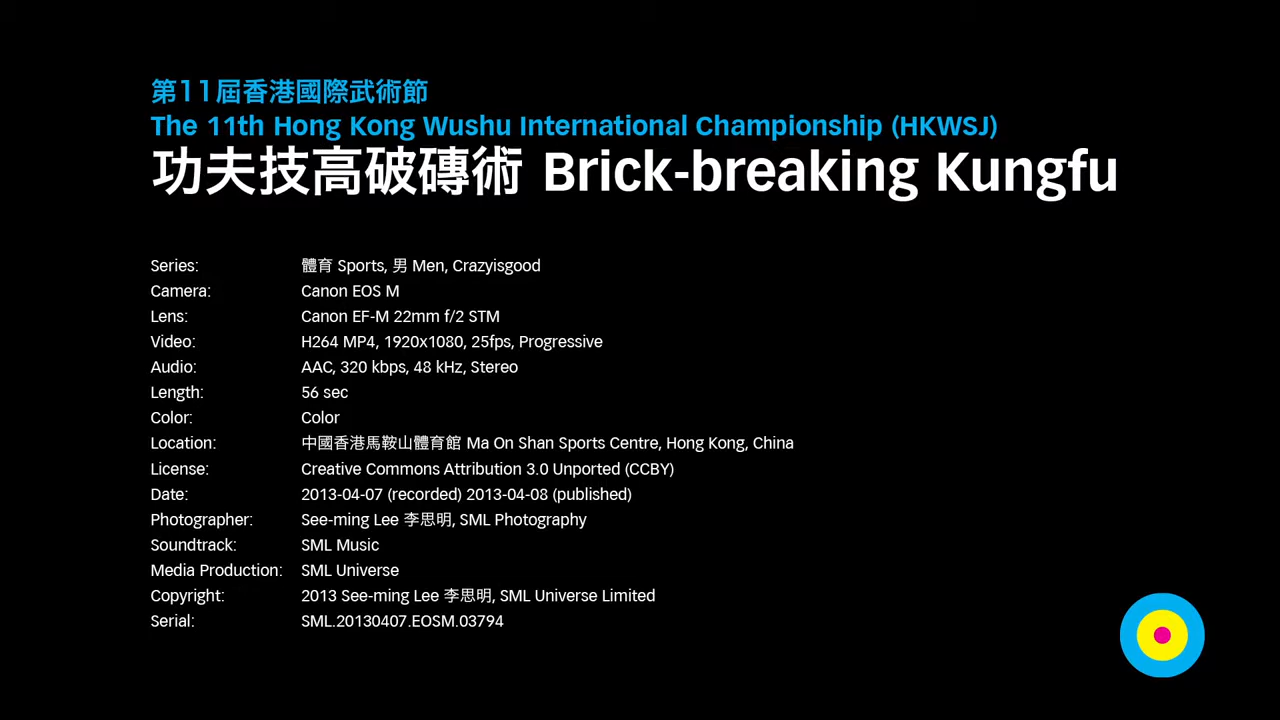 第11屆香港國際武術節
The 11th Hong Kong Wushu International Championship (HKWSJ)
功夫技高破磚術 Brick-breaking Kungfu
Series: 體育 Sports, 男 Men, Crazyisgood
Camera: Canon EOS M
Lens: Canon EF-M 22mm f/2 STM
Video: H264 MP4, 1920x1080, 25fps, Progressive
Audio: AAC, 320 kbps, 48 kHz, Stereo
Length: 56 sec
Color: Color
Location: 中國香港馬鞍山體育館 Ma On Shan Sports Centre, Hong Kong, China
License: Creative Commons Attribution 3.0 Unported (CCBY)
Date: 2013-04-07 (recorded) 2013-04-08 (published)
Photographer: See-ming Lee 李思明, SML Photography
Soundtrack: SML Music
Media Production: SML Universe
Copyright: 2013 See-ming Lee 李思明, SML Universe Limited
Serial: SML.20130407.EOSM.03794